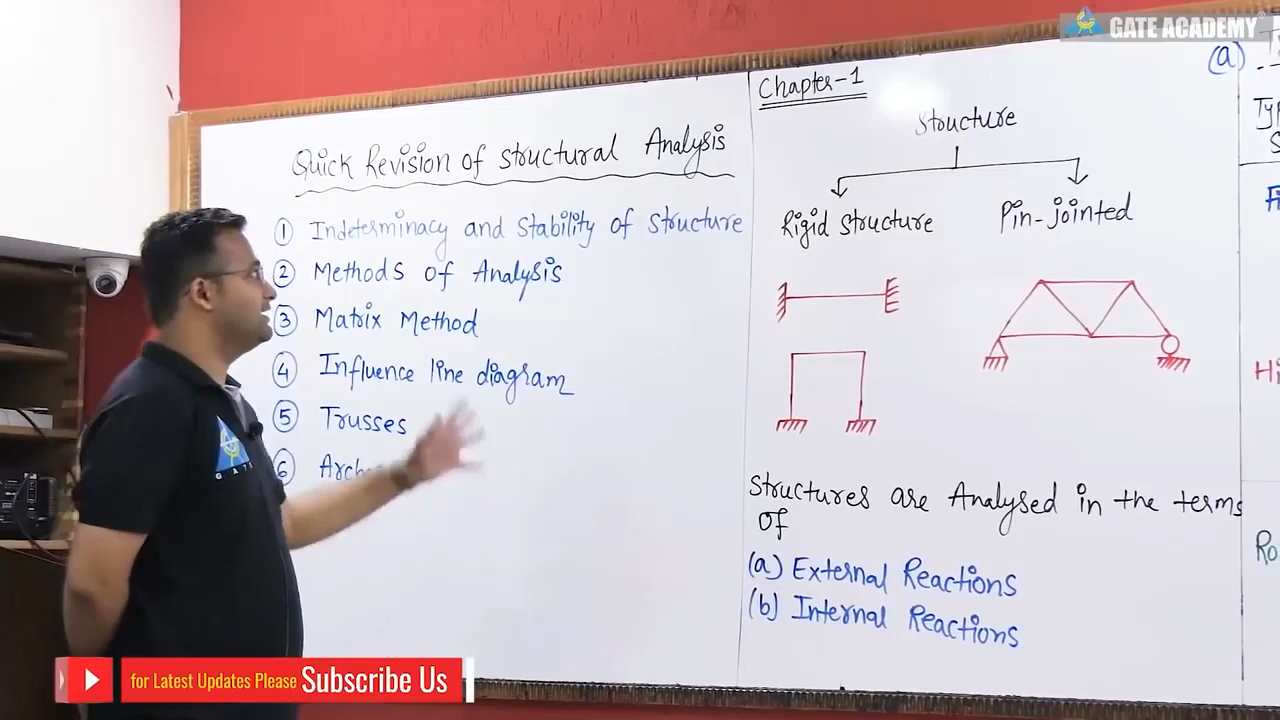 GATE ACADEMY
Quick Revision of Structural Analysis
1 Indeterminacy and Stability of Structure
2 Methods of Analysis
3 Matrix Method
4 Influence line diagram
5 Trusses
6 Arch
Chapter-1
Structure
Rigid Structure
Pin-jointed
Structures are Analysed in the terms
of
(a) External Reactions
(b) Internal Reactions
(a)
GATE
for Latest Updates Please Subscribe Us